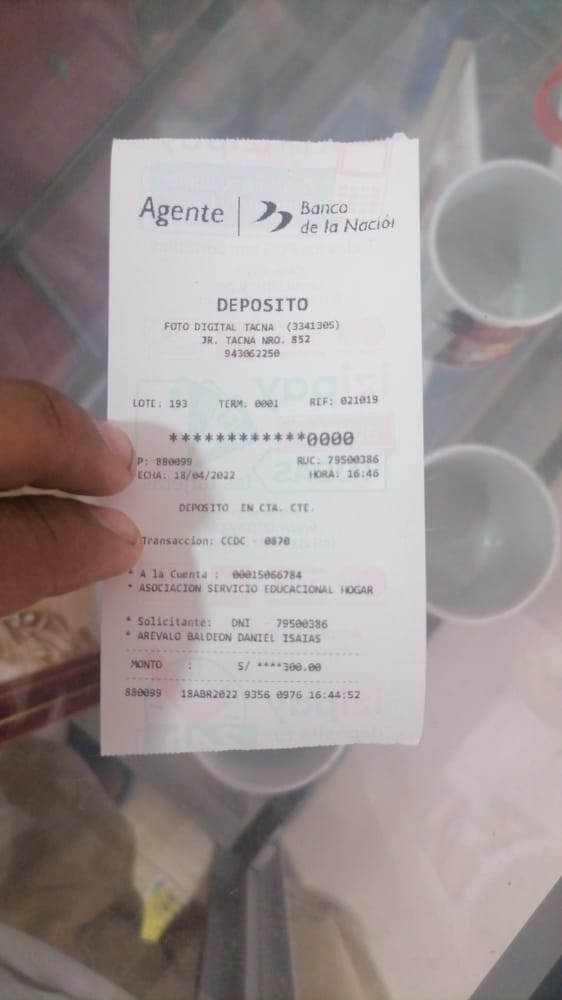 Agente | Banco
de la Nació
DEPOSITO
FOTO DIGITAL TACNA (3341305)
JR. TACNA NRO. 852
943062250
LOTE: 193 TERM: 0001 REF: 021019
************0000
P: 880099 RUC: 79500386
ECHA: 18/04/2022 HORA: 16:46
DEPOSITO EN CTA. CTE.
Transaccion: CCDC 0870
* A la Cuenta : 00015066784
* ASOCIACION SERVICIO EDUCACIONAL HOGAR
* Solicitante: DNI 79500386
* AREVALO BALDEON DANIEL ISAIAS
MONTO : S/ ****300.00
880099 18ABR2022 9356 0976 16:44:52